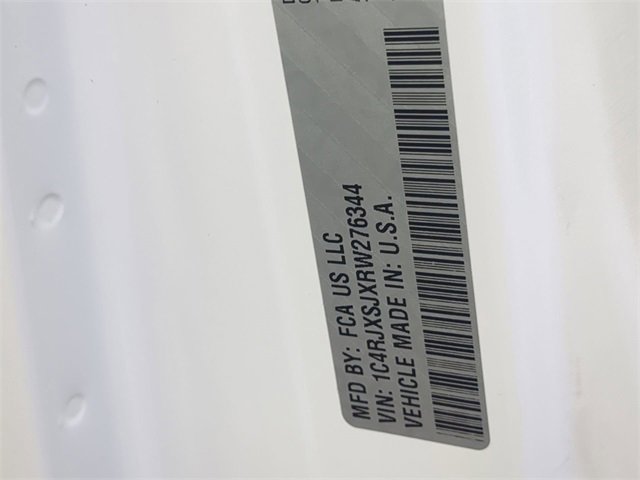 MFD BY: FCA US LLC
VIN: 1C4RJXSJXRW276344
VEHICLE MADE IN: U.S.A.